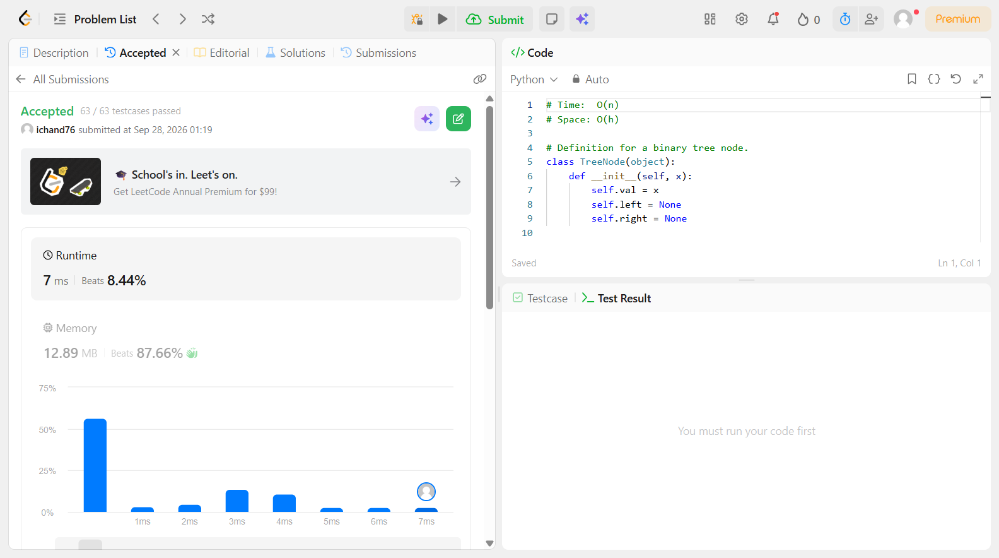 Problem List
Submit
0
Premium
Description
Accepted
Editorial
Solutions
Submissions
All Submissions
Accepted 63 / 63 testcases passed
ichand76 submitted at Sep 28, 2026 01:19
School's in. Leet's on.
Get LeetCode Annual Premium for $99!
Runtime
7 ms Beats 8.44%
Memory
12.89 MB Beats 87.66%
75%
50%
25%
0%
1ms 2ms 3ms 4ms 5ms 6ms 7ms
</> Code
Python Auto
1 # Time:  O(n)
2 # Space: O(h)
3
4 # Definition for a binary tree node.
5 class TreeNode(object):
6     def __init__(self, x):
7         self.val = x
8         self.left = None
9         self.right = None
10
Saved Ln 1, Col 1
Testcase
Test Result
You must run your code first